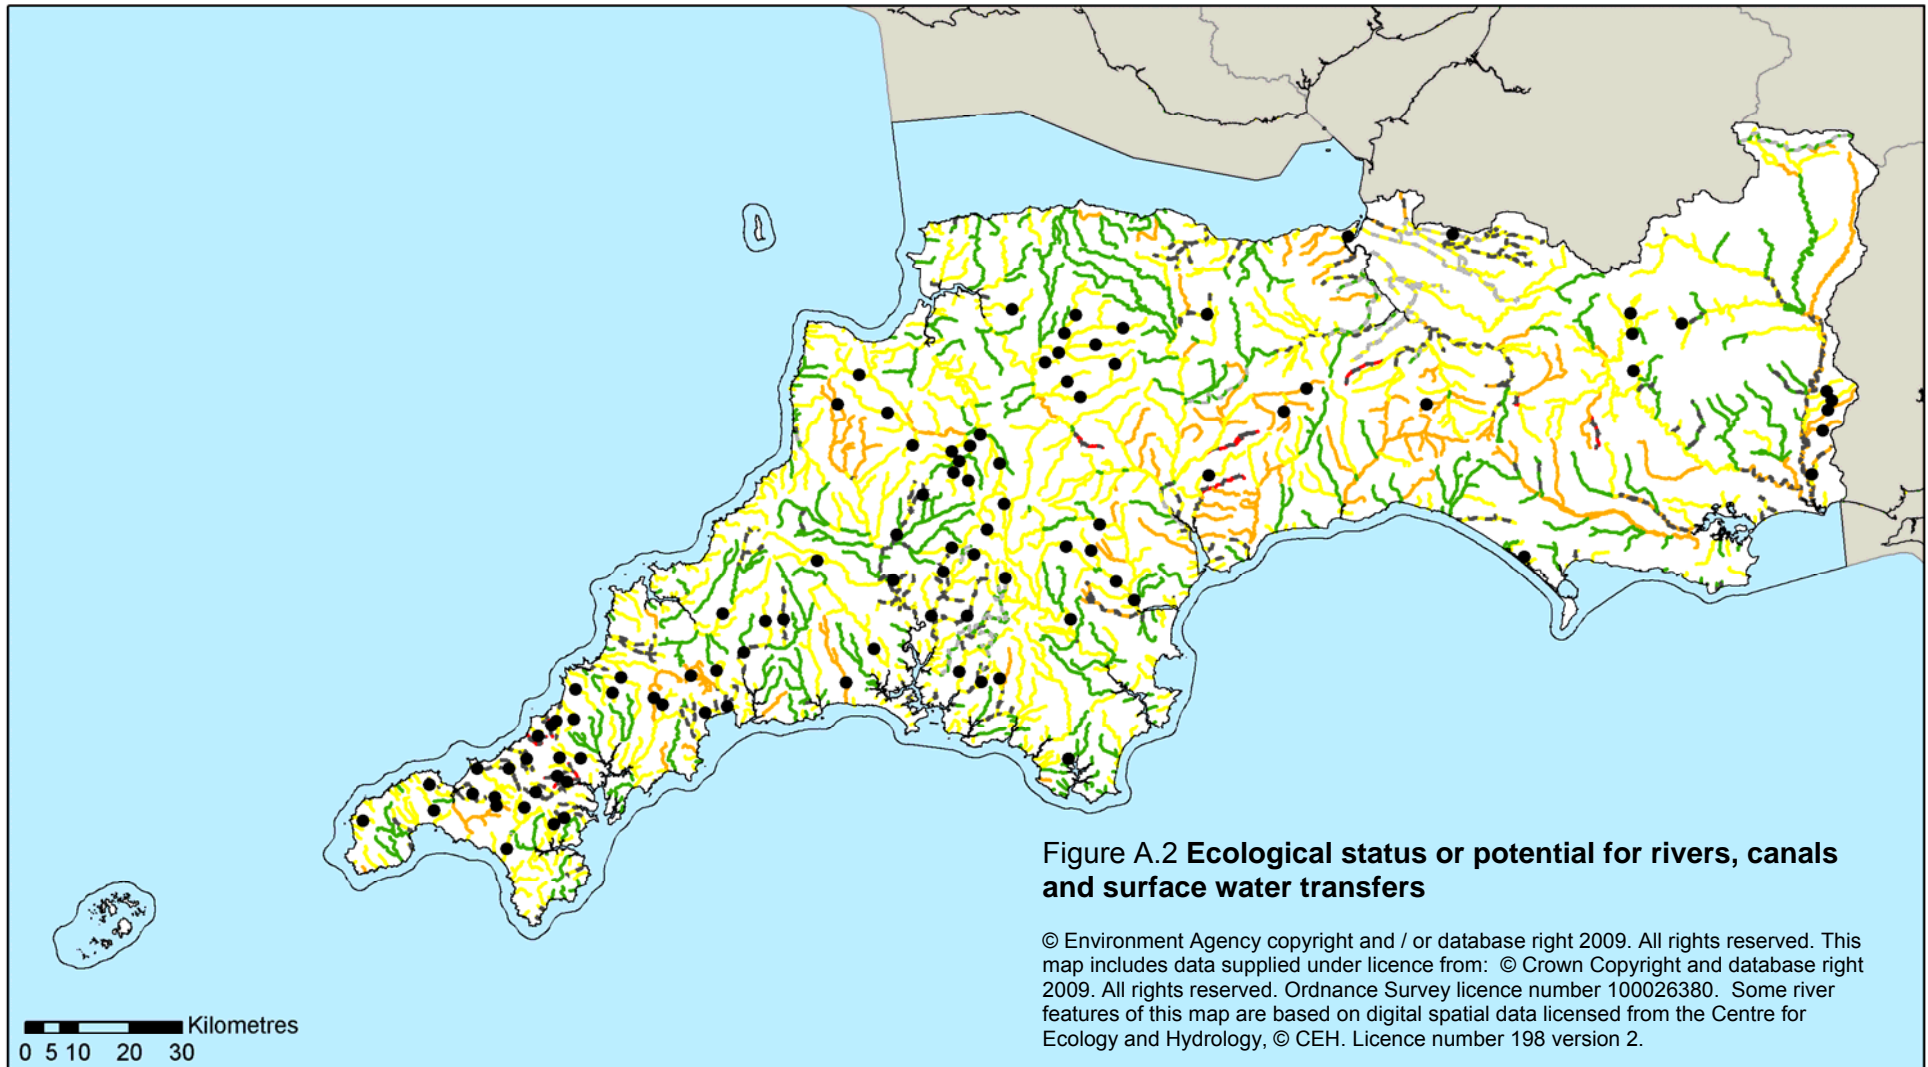 Figure A.2 Ecological status or potential for rivers, canals
and surface water transfers
© Environment Agency copyright and / or database right 2009. All rights reserved. This
map includes data supplied under licence from:  © Crown Copyright and database right
2009. All rights reserved. Ordnance Survey licence number 100026380.  Some river
features of this map are based on digital spatial data licensed from the Centre for
Ecology and Hydrology, © CEH. Licence number 198 version 2.
Kilometres
0 5 10 20 30